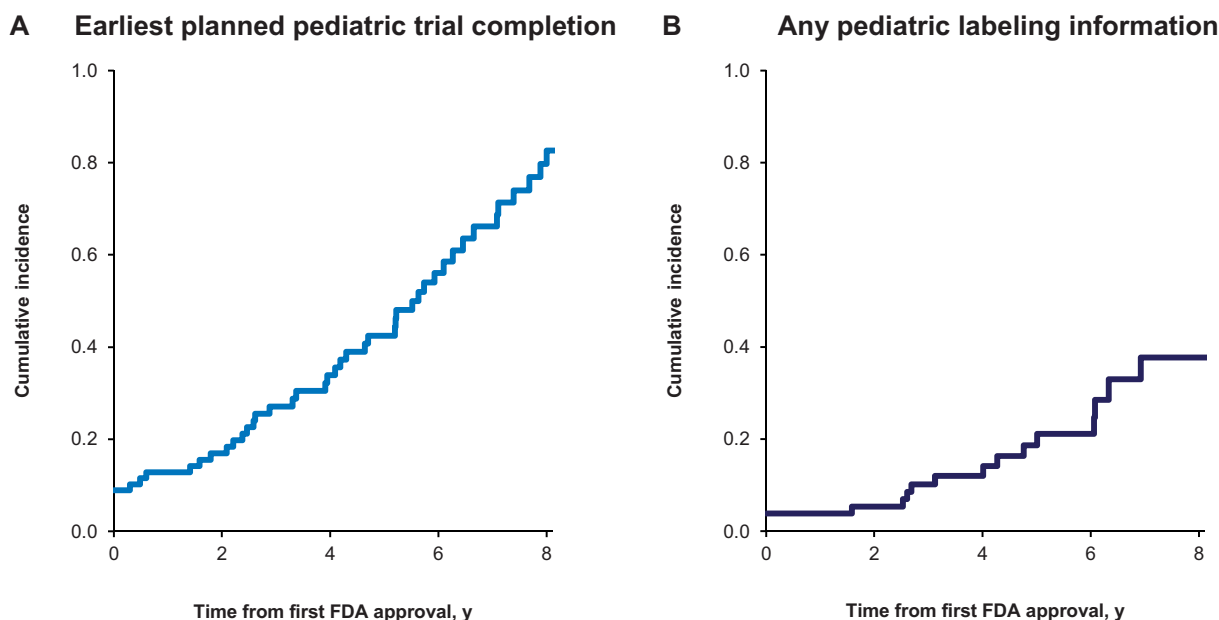 A Earliest planned pediatric trial completion
1.0
0.8
0.6
0.4
0.2
0.0
Cumulative incidence
0 2 4 6 8
Time from first FDA approval, y
B Any pediatric labeling information
1.0
0.8
0.6
0.4
0.2
0.0
Cumulative incidence
0 2 4 6 8
Time from first FDA approval, y